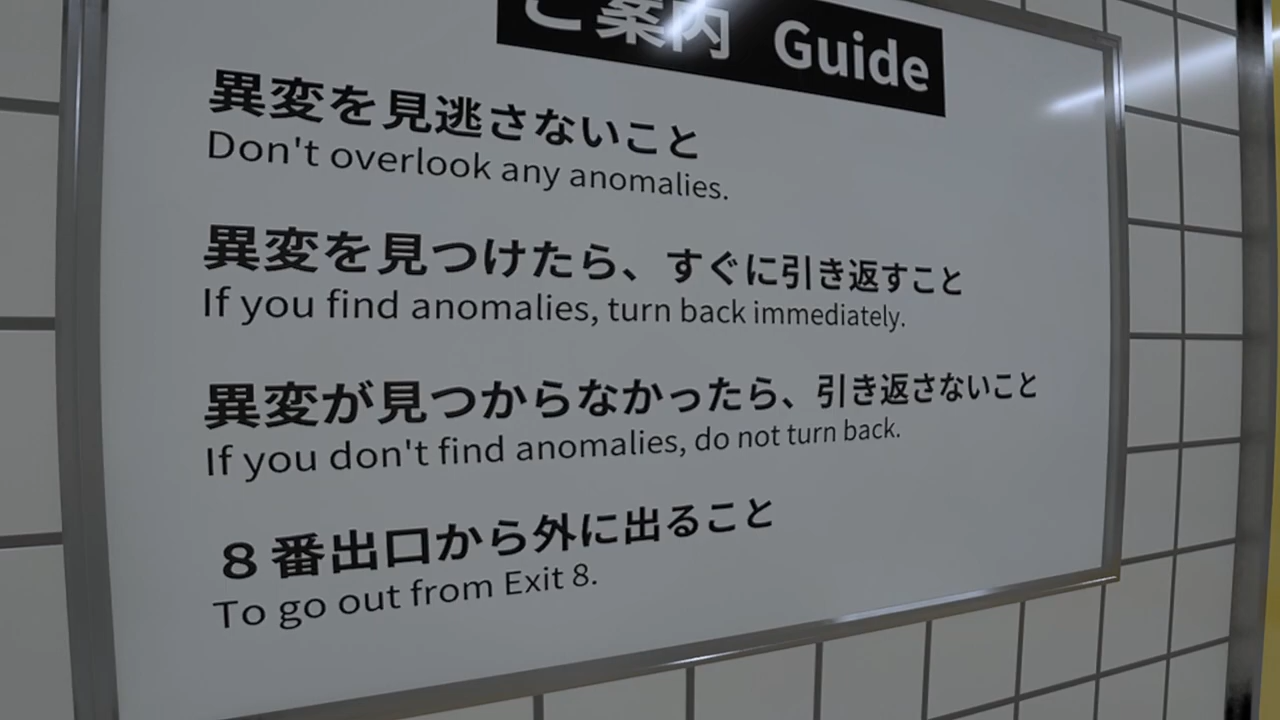 ご案内 Guide
異変を見逃さないこと
Don't overlook any anomalies.
異変を見つけたら、すぐに引き返すこと
If you find anomalies, turn back immediately.
異変が見つからなかったら、引き返さないこと
If you don't find anomalies, do not turn back.
８番出口から外に出ること
To go out from Exit 8.